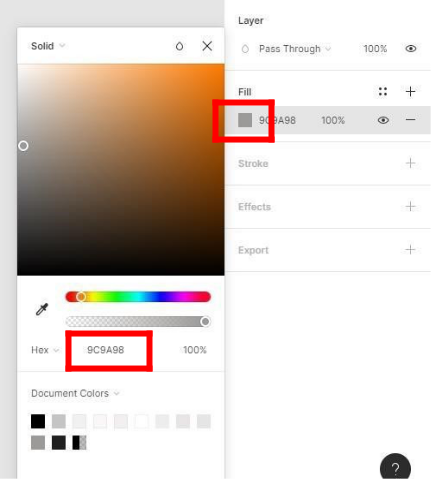 Solid
Hex
9C9A98
100%
Document Colors
Layer
Pass Through
100%
Fill
9C9A98
100%
Stroke
Effects
Export
?